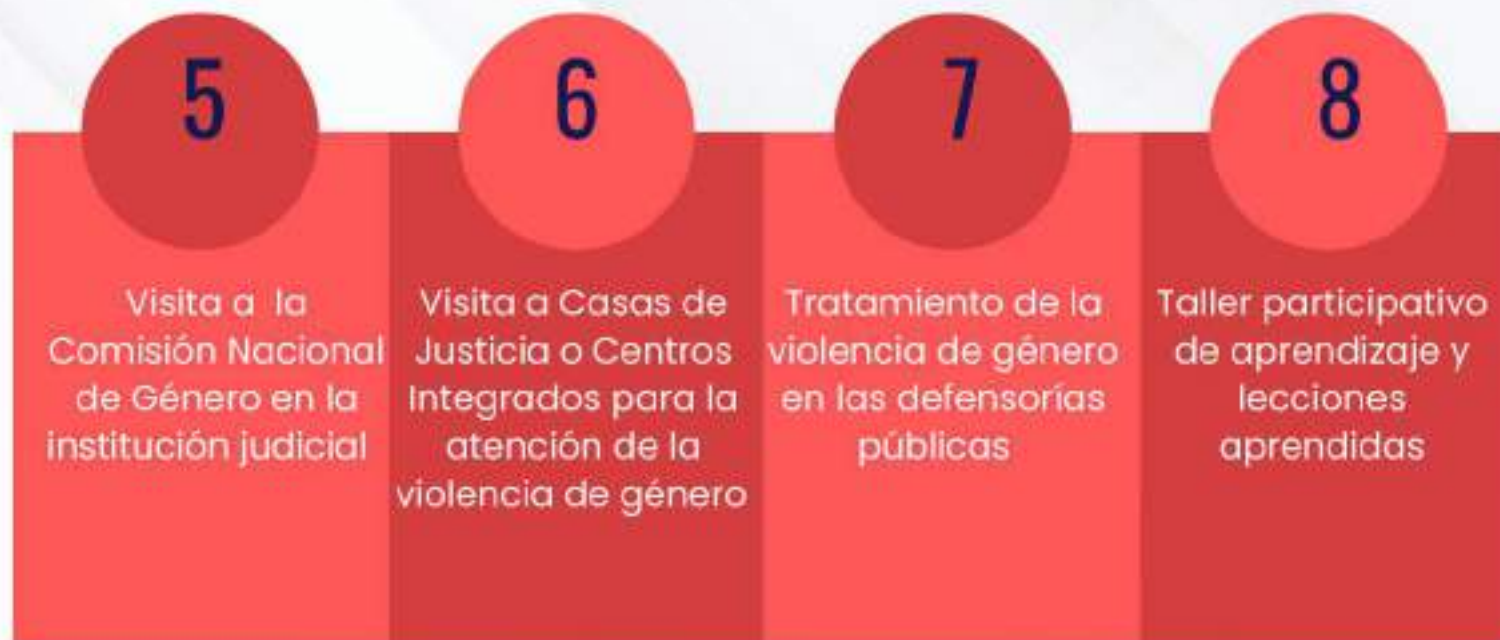 5
Visita a la
Comisión Nacional
de Género en la
institución judicial
6
Visita a Casas de
Justicia o Centros
Integrados para la
atención de la
violencia de género
7
Tratamiento de la
violencia de género
en las defensorías
públicas
8
Taller participativo
de aprendizaje y
lecciones
aprendidas